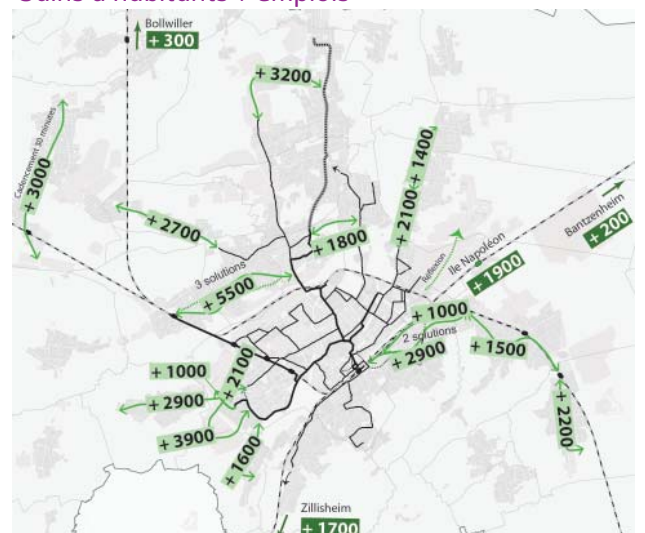 Gains d'habitants + emplois
Bollwiller
+ 300
+ 3200
Cadencement 30 minutes
+ 3000
+ 2700
+ 1800
+ 2100
+ 1400
Bantzenheim
+ 200
3 solutions
+ 5500
Réflexion
Ile Napoléon
+ 1900
+ 1000
2 solutions
+ 2900
+ 1500
+ 2200
+ 1000
+ 2100
+ 2900
+ 3900
+ 1600
Zillisheim
+ 1700